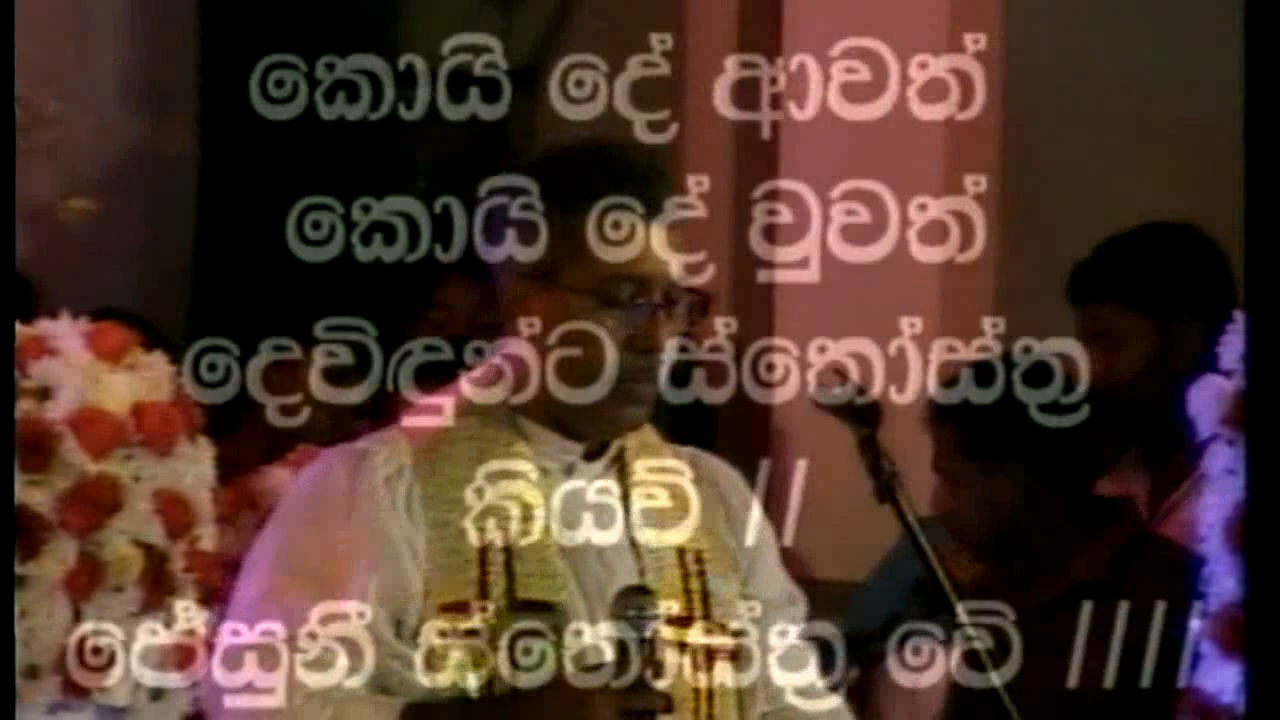 කොයි දේ ආවත්
කොයි දේ වුවත්
දෙවිඳුන්ට ස්තෝස්ත්‍ර
කියව් //
ජේසුනී ස්තෝස්ත්‍ර වේ ////